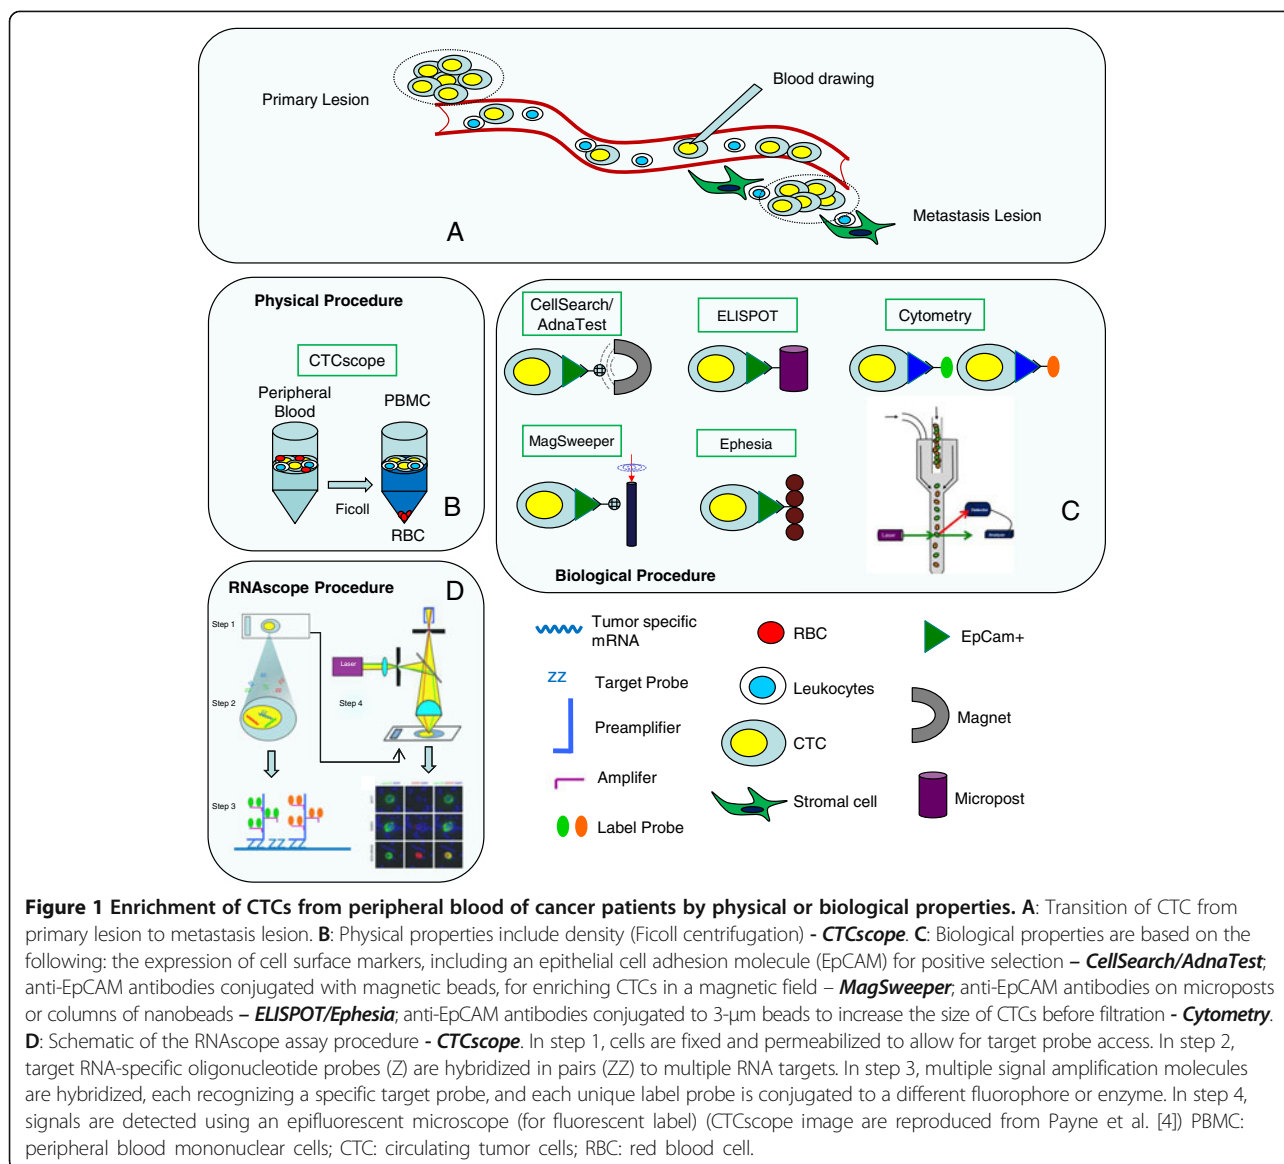 Primary Lesion
Blood drawing
Metastasis Lesion
A
Physical Procedure
CTCscope
Peripheral
Blood
PBMC
Ficoll
RBC
B
CellSearch/
AdnaTest
ELISPOT
Cytometry
MagSweeper
Ephesia
Laser
C
Biological Procedure
RNAscope Procedure
D
Step 1
Laser
Step 2
Step 4
Step 3
ZZ ZZ ZZ
Tumor specific
mRNA
ZZ
Target Probe
Preamplifier
Amplifer
Label Probe
RBC
Leukocytes
CTC
Stromal cell
EpCam+
Magnet
Micropost
Figure 1 Enrichment of CTCs from peripheral blood of cancer patients by physical or biological properties. A: Transition of CTC from
primary lesion to metastasis lesion. B: Physical properties include density (Ficoll centrifugation) - CTCscope. C: Biological properties are based on the
following: the expression of cell surface markers, including an epithelial cell adhesion molecule (EpCAM) for positive selection – CellSearch/AdnaTest;
anti-EpCAM antibodies conjugated with magnetic beads, for enriching CTCs in a magnetic field – MagSweeper; anti-EpCAM antibodies on microposts
or columns of nanobeads – ELISPOT/Ephesia; anti-EpCAM antibodies conjugated to 3-μm beads to increase the size of CTCs before filtration - Cytometry.
D: Schematic of the RNAscope assay procedure - CTCscope. In step 1, cells are fixed and permeabilized to allow for target probe access. In step 2,
target RNA-specific oligonucleotide probes (Z) are hybridized in pairs (ZZ) to multiple RNA targets. In step 3, multiple signal amplification molecules
are hybridized, each recognizing a specific target probe, and each unique label probe is conjugated to a different fluorophore or enzyme. In step 4,
signals are detected using an epifluorescent microscope (for fluorescent label) (CTCscope image are reproduced from Payne et al. [4]) PBMC:
peripheral blood mononuclear cells; CTC: circulating tumor cells; RBC: red blood cell.